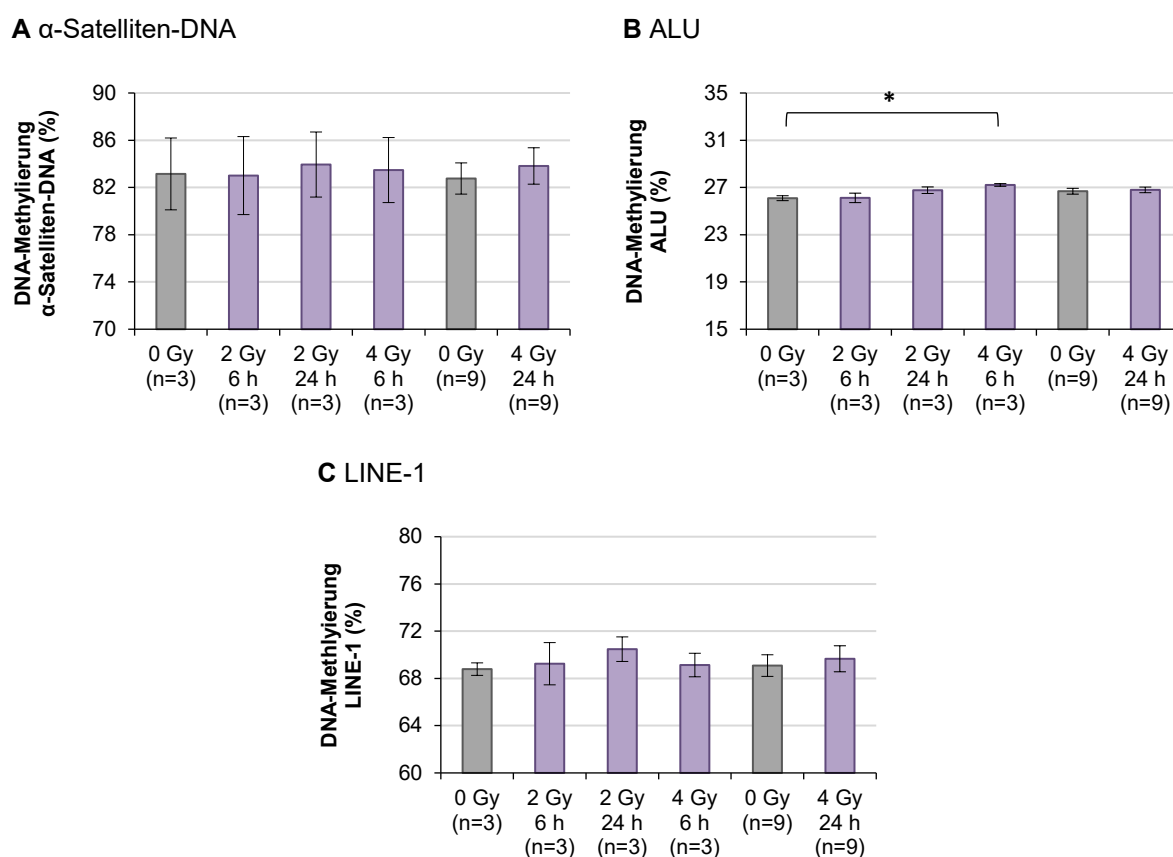 A α-Satelliten-DNA
DNA-Methylierung
α-Satelliten-DNA (%)
90
86
82
78
74
70
0 Gy 2 Gy 2 Gy 4 Gy 0 Gy 4 Gy
(n=3) 6 h 24 h 6 h (n=9) 24 h
(n=3) (n=3) (n=3) (n=9)
B ALU
DNA-Methylierung
ALU (%)
35
31
27
23
19
15
*
0 Gy 2 Gy 2 Gy 4 Gy 0 Gy 4 Gy
(n=3) 6 h 24 h 6 h (n=9) 24 h
(n=3) (n=3) (n=3) (n=9)
C LINE-1
DNA-Methlyierung
LINE-1 (%)
80
76
72
68
64
60
0 Gy 2 Gy 2 Gy 4 Gy 0 Gy 4 Gy
(n=3) 6 h 24 h 6 h (n=9) 24 h
(n=3) (n=3) (n=3) (n=9)